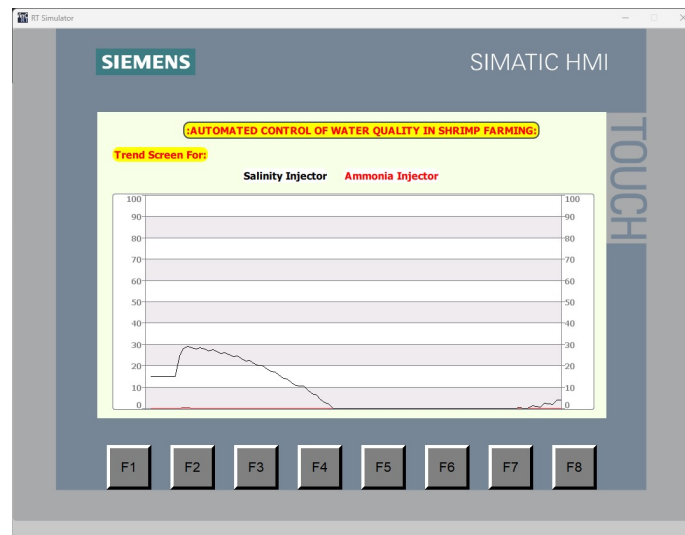 RT Simulator
SIEMENS
SIMATIC HMI
TOUCH
:AUTOMATED CONTROL OF WATER QUALITY IN SHRIMP FARMING:
Trend Screen For:
Salinity Injector Ammonia Injector
100 100
90 90
80 80
70 70
60 60
50 50
40 40
30 30
20 20
10 10
0 0
F1 F2 F3 F4 F5 F6 F7 F8